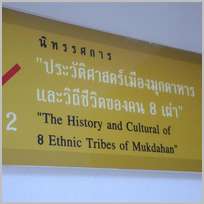 นิทรรศการ
"ประวัติศาสตร์เมืองมุกดาหาร
และวิถีชีวิตของคน 8 เผ่า"
2
"The History and Cultural of
8 Ethnic Tribes of Mukdahan"